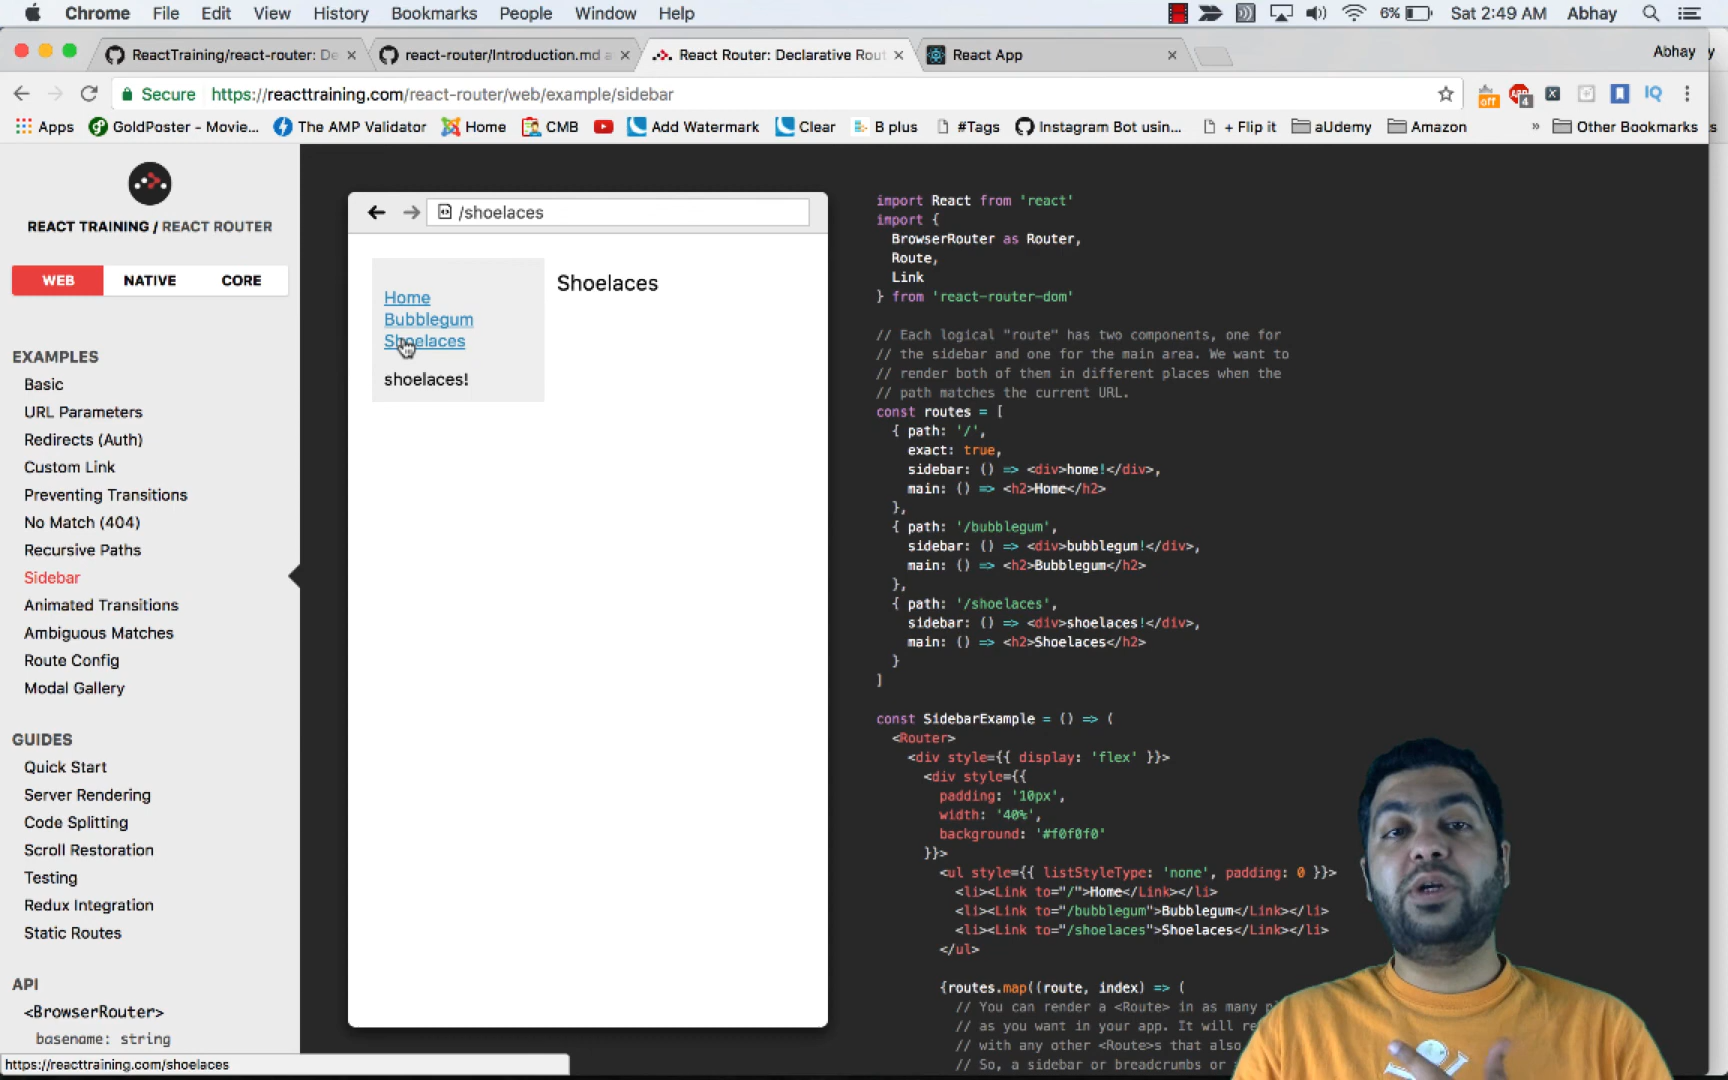 Chrome File Edit View History Bookmarks People Window Help 6% Sat 2:49 AM Abhay
ReactTraining/react-router: De react-router/Introduction.md a React Router: Declarative Rout React App Abhay
Secure https://reacttraining.com/react-router/web/example/sidebar off 4 X IQ
Apps GoldPoster - Movie... The AMP Validator Home CMB Add Watermark Clear B plus #Tags Instagram Bot usin... + Flip it aUdemy Amazon » Other Bookmarks
REACT TRAINING / REACT ROUTER
WEB NATIVE CORE
EXAMPLES
Basic
URL Parameters
Redirects (Auth)
Custom Link
Preventing Transitions
No Match (404)
Recursive Paths
Sidebar
Animated Transitions
Ambiguous Matches
Route Config
Modal Gallery
GUIDES
Quick Start
Server Rendering
Code Splitting
Scroll Restoration
Testing
Redux Integration
Static Routes
API
<BrowserRouter>
basename: string
https://reacttraining.com/shoelaces
/shoelaces
Home
Bubblegum
Shoelaces
shoelaces!
Shoelaces
import React from 'react'
import {
BrowserRouter as Router,
Route,
Link
} from 'react-router-dom'
// Each logical "route" has two components, one for
// the sidebar and one for the main area. We want to
// render both of them in different places when the
// path matches the current URL.
const routes = [
{ path: '/',
exact: true,
sidebar: () => <div>home!</div>,
main: () => <h2>Home</h2>
},
{ path: '/bubblegum',
sidebar: () => <div>bubblegum!</div>,
main: () => <h2>Bubblegum</h2>
},
{ path: '/shoelaces',
sidebar: () => <div>shoelaces!</div>,
main: () => <h2>Shoelaces</h2>
}
]
const SidebarExample = () => (
<Router>
<div style={{ display: 'flex' }}>
<div style={{
padding: '10px',
width: '40%',
background: '#f0f0f0'
}}>
<ul style={{ listStyleType: 'none', padding: 0 }}>
<li><Link to="/">Home</Link></li>
<li><Link to="/bubblegum">Bubblegum</Link></li>
<li><Link to="/shoelaces">Shoelaces</Link></li>
</ul>
{routes.map((route, index) => (
// You can render a <Route> in as many
// as you want in your app. It will
// with any other <Route>s that also
// So, a sidebar or breadcrumbs or